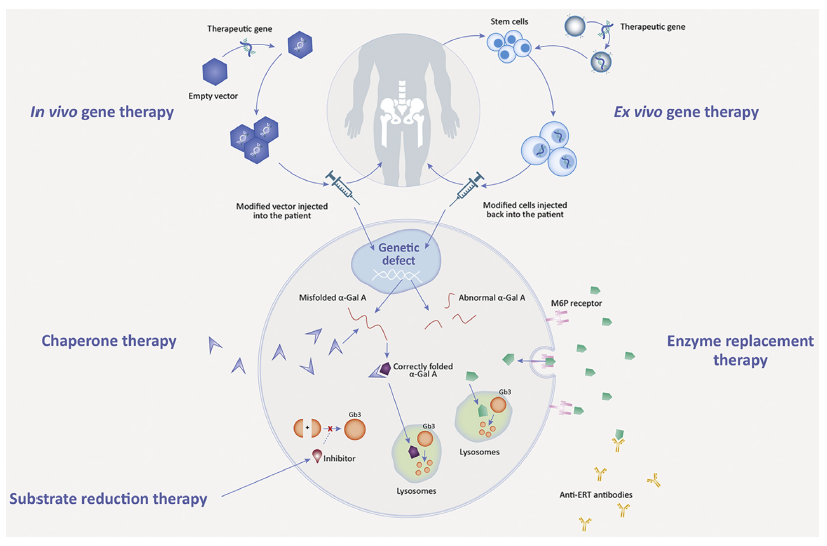 Therapeutic gene
Empty vector
In vivo gene therapy
Modified vector injected
into the patient
Stem cells
Therapeutic gene
Ex vivo gene therapy
Modified cells injected
back into the patient
Genetic
defect
Misfolded α-Gal A
Abnormal α-Gal A
M6P receptor
Chaperone therapy
Enzyme replacement
therapy
Correctly folded
α-Gal A
Gb3
+
x
Inhibitor
Gb3
Lysosomes
Gb3
Lysosomes
Substrate reduction therapy
Anti-ERT antibodies